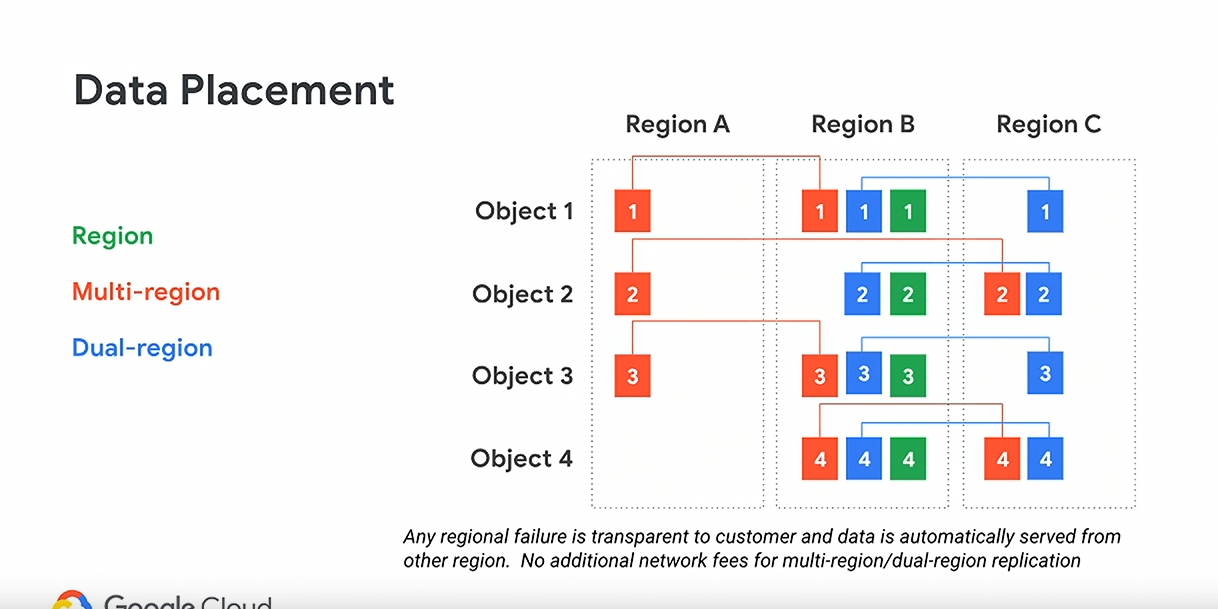 Data Placement
Region A Region B Region C
Region
Multi-region
Dual-region
Object 1 1 1 1 1 1
Object 2 2 2 2 2 2
Object 3 3 3 3 3 3
Object 4 4 4 4 4 4
Any regional failure is transparent to customer and data is automatically served from
other region. No additional network fees for multi-region/dual-region replication
Google Cloud